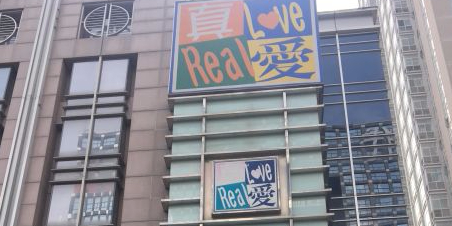 真 Love
Real 愛
Love
Real 愛